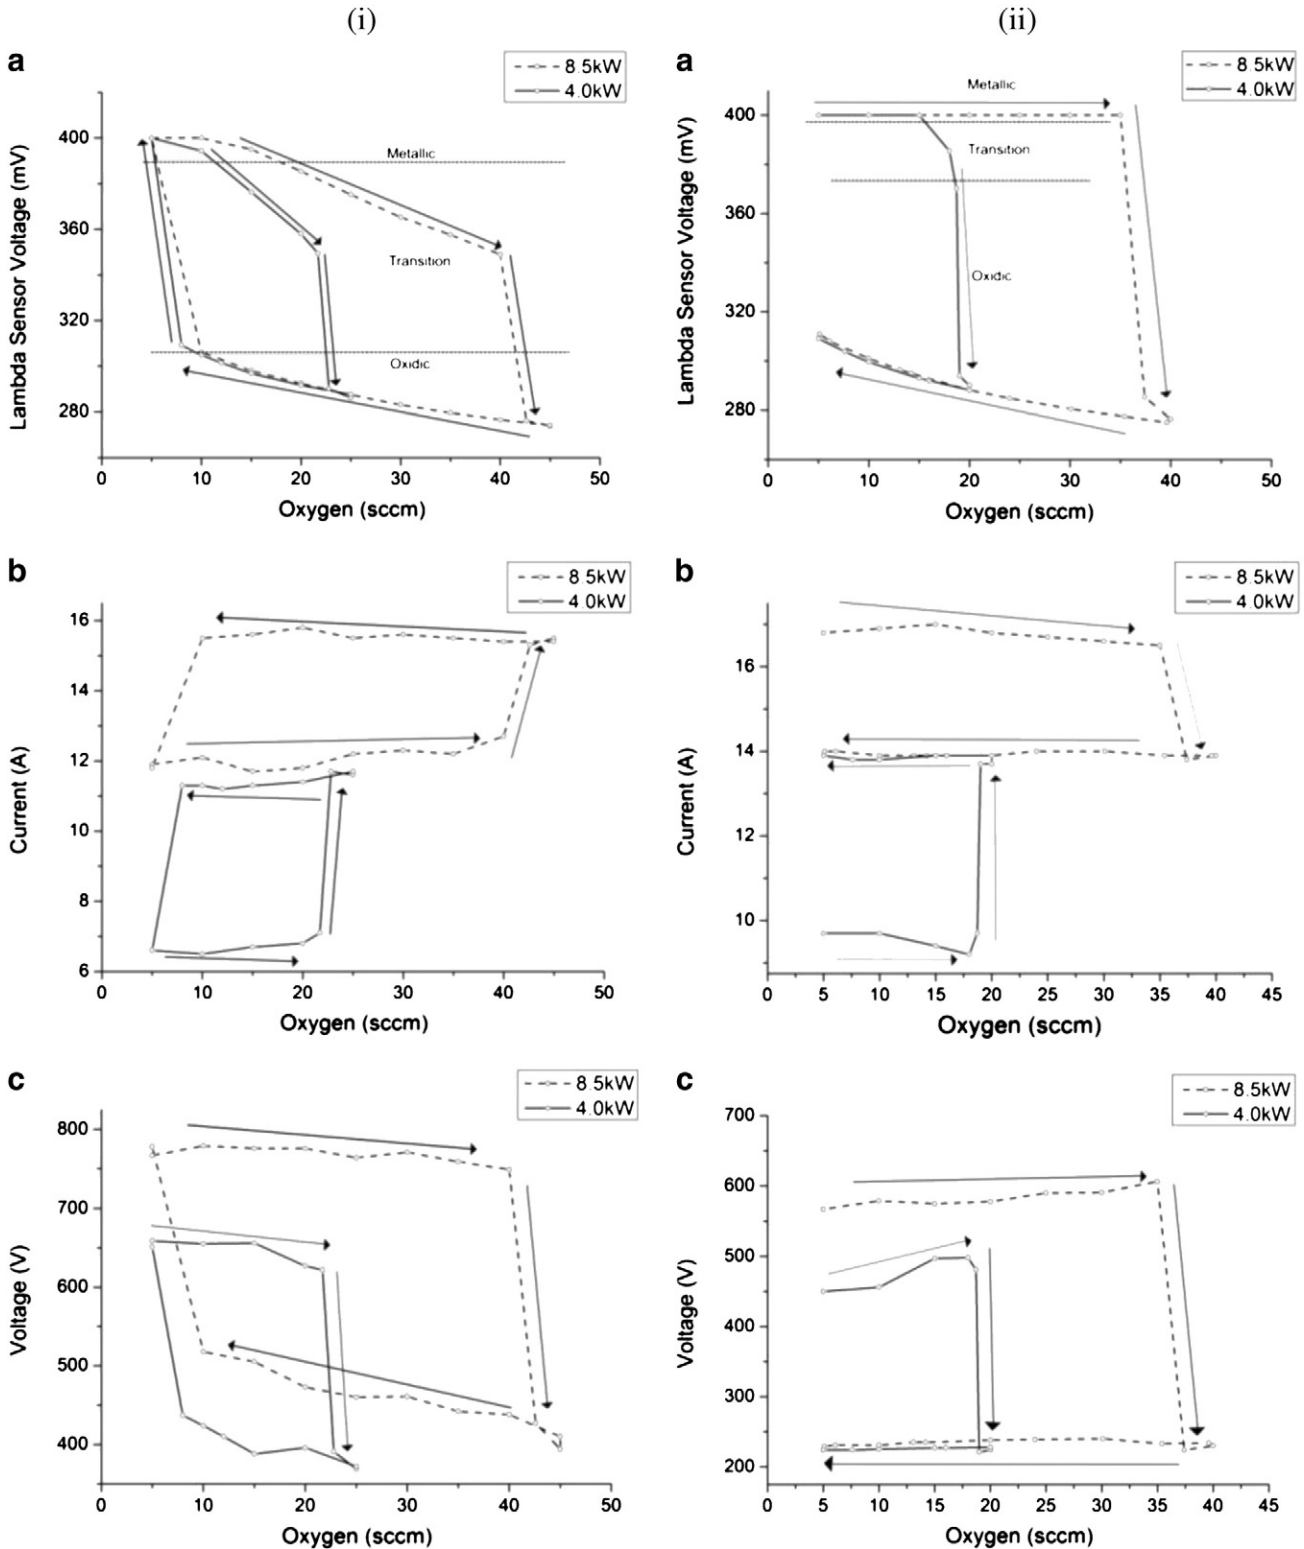 (i)
(ii)
a
8.5kW
4.0kW
400
360
320
280
Lambda Sensor Voltage (mV)
Metallic
Transition
Oxidic
0
10
20
30
40
50
Oxygen (sccm)
a
8 5kW
4.0kW
400
360
320
280
Lambda Sensor Voltage (mV)
Metallic
Transition
Oxidic
0
10
20
30
40
50
Oxygen (sccm)
b
8 5kW
4.0kW
16
14
12
10
8
6
Current (A)
0
10
20
30
40
50
Oxygen (sccm)
b
8 5kW
4.0kW
16
14
12
10
Current (A)
0
5
10
15
20
25
30
35
40
45
Oxygen (sccm)
c
8.5kW
4.0kW
800
700
600
500
400
Voltage (V)
0
10
20
30
40
50
Oxygen (sccm)
c
8.5kW
4.0kW
700
600
500
400
300
200
Voltage (V)
0
5
10
15
20
25
30
35
40
45
Oxygen (sccm)